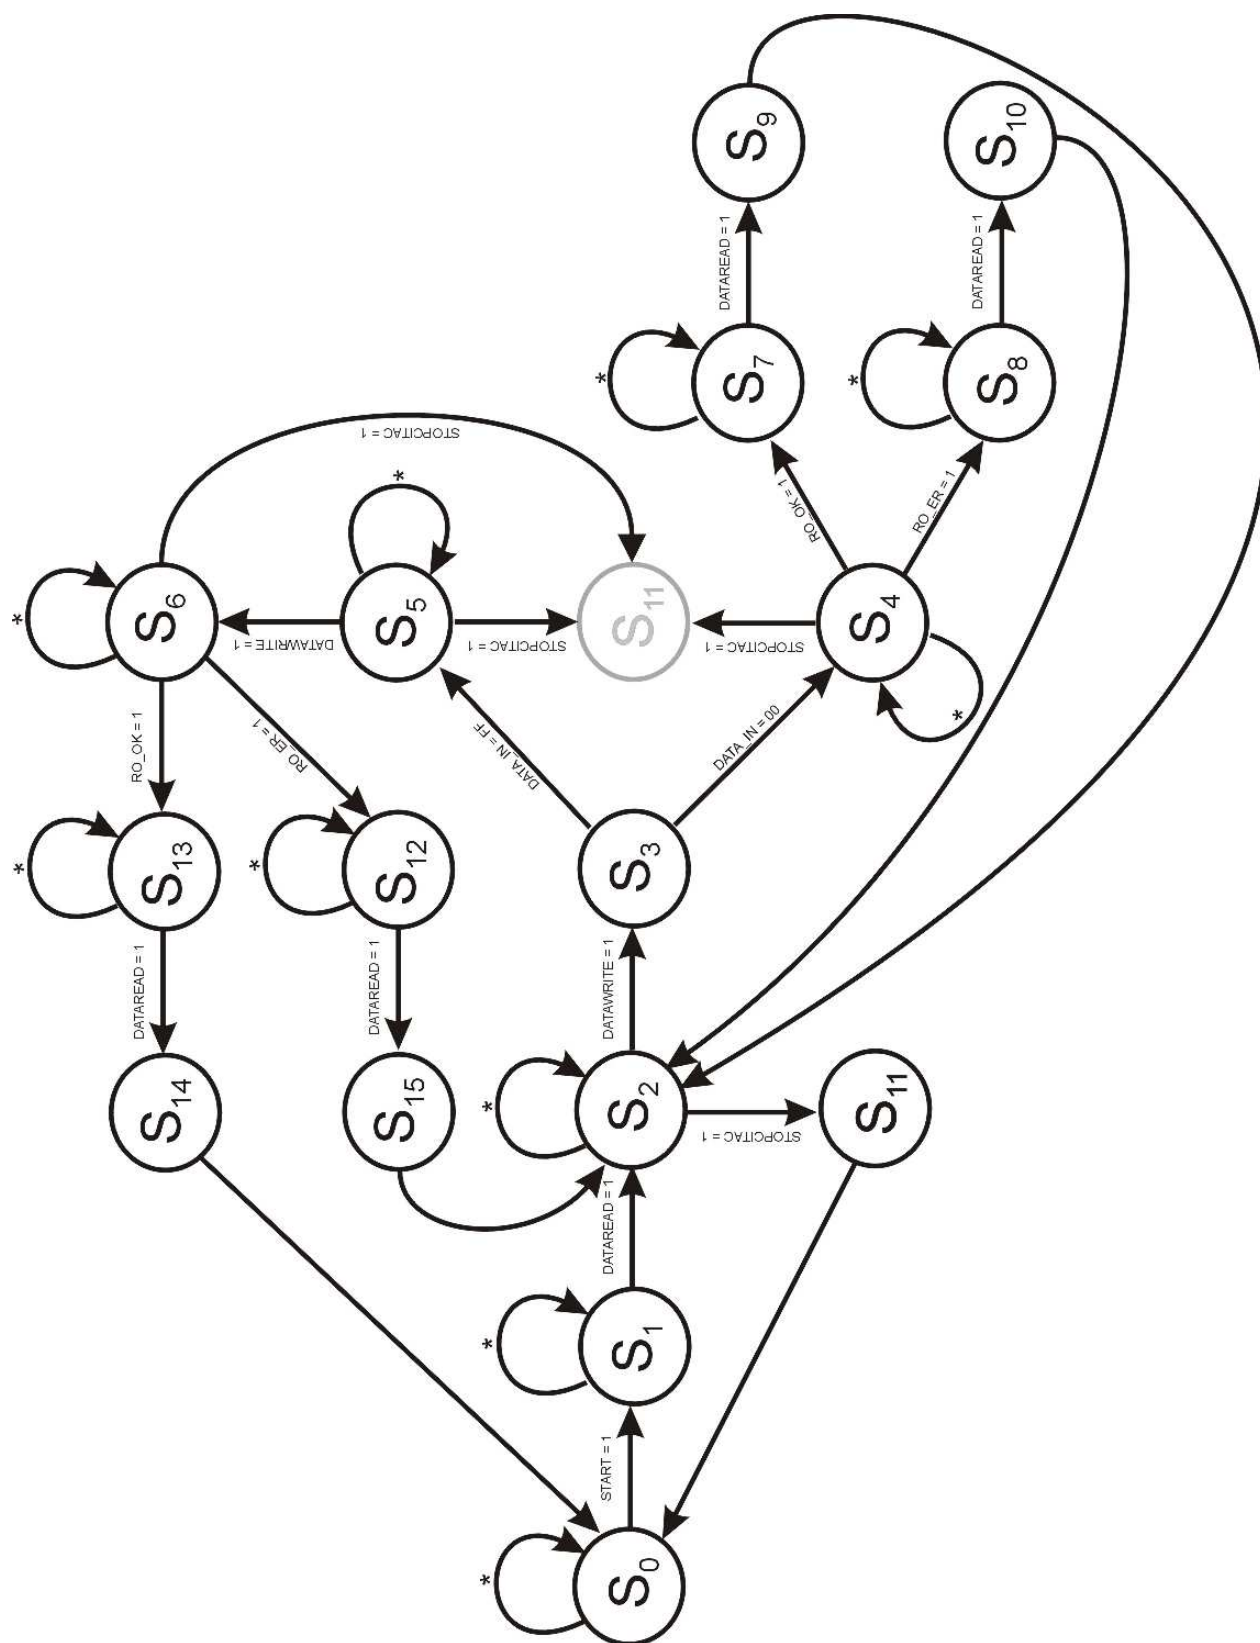 *
*
DATAREAD = 1
RO_OK = 1
S14
S13
S6
*
DATAWRITE = 1
RO_ER = 1
DATAREAD = 1
S15
S12
S5
*
STOPCITAC = 1
*
*
*
DATA_IN = FF
STOPCITAC = 1
START = 1
DATAREAD = 1
DATAWRITE = 1
*
S0
S1
S2
S3
S11
STOPCITAC = 1
DATA_IN = 00
STOPCITAC = 1
DATAREAD = 1
S7
S9
RO_OK = 1
*
S11
S4
RO_ER = 1
*
DATAREAD = 1
S8
S10